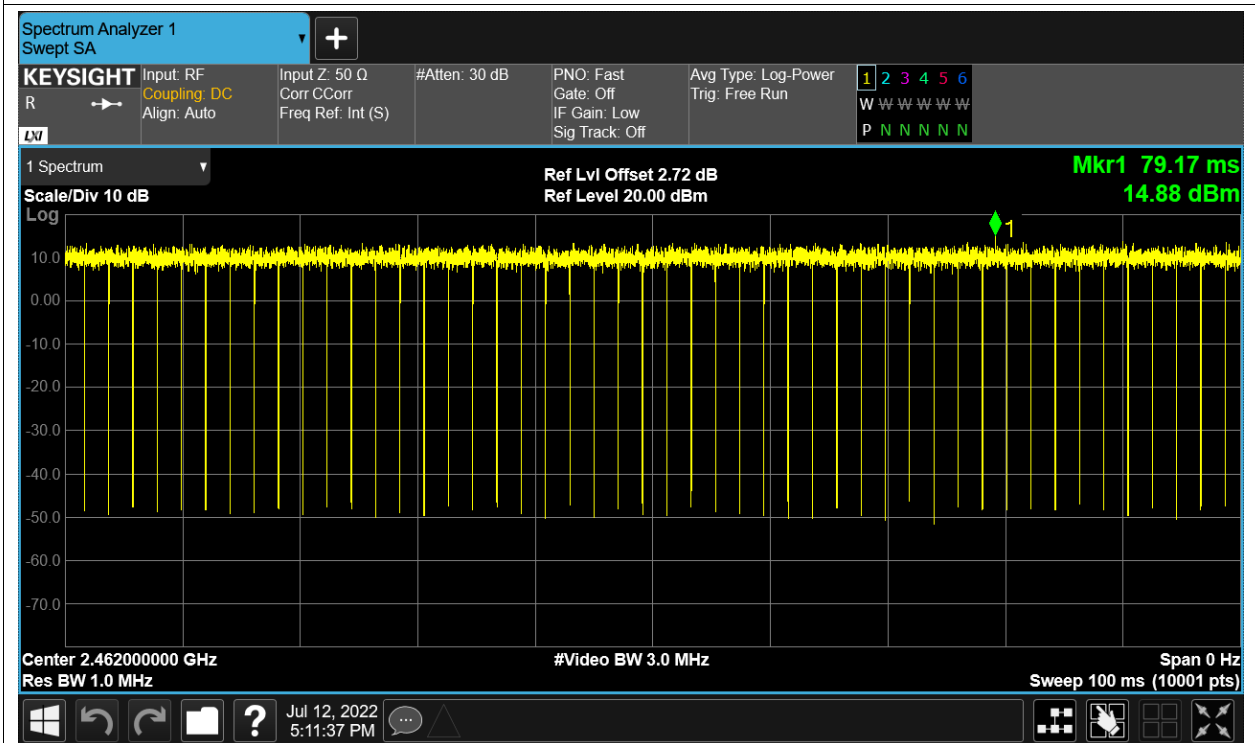 Spectrum Analyzer 1
Swept SA
KEYSIGHT
R
LXI
Input: RF
Coupling: DC
Align: Auto
Input Z: 50 Ω
Corr CCorr
Freq Ref: Int (S)
#Atten: 30 dB
PNO: Fast
Gate: Off
IF Gain: Low
Sig Track: Off
Avg Type: Log-Power
Trig: Free Run
1 2 3 4 5 6
W W W W W W
P N N N N N
1 Spectrum
Scale/Div 10 dB
Ref Lvl Offset 2.72 dB
Ref Level 20.00 dBm
Mkr1 79.17 ms
14.88 dBm
Log
1
10.0
0.00
-10.0
-20.0
-30.0
-40.0
-50.0
-60.0
-70.0
Center 2.462000000 GHz
Res BW 1.0 MHz
#Video BW 3.0 MHz
Span 0 Hz
Sweep 100 ms (10001 pts)
?
Jul 12, 2022
5:11:37 PM